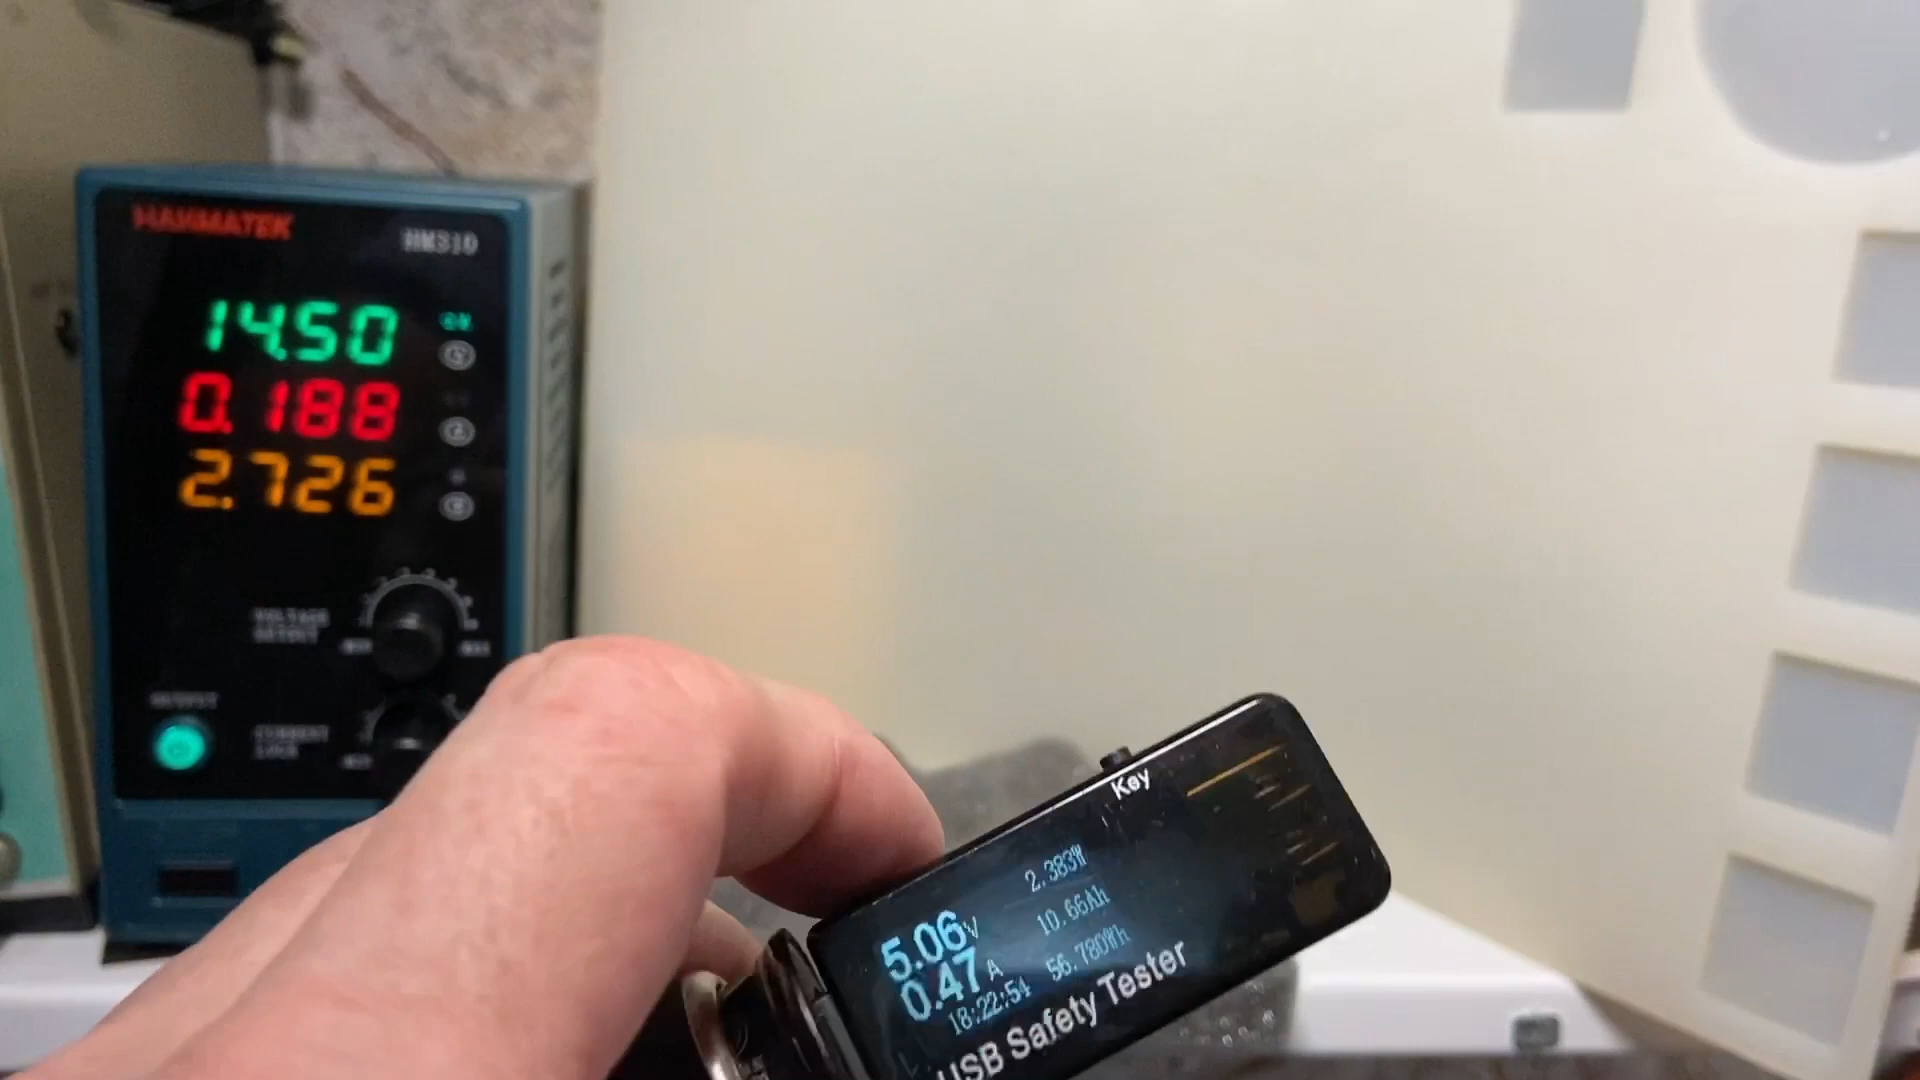 HANMATEK
HM310
14.50
0.188
2.726
VOLTAGE
OUTPUT
CURRENT
Key
2.383W
5.06V
10.66Ah
0.47A
56.780Wh
18:22:54
USB Safety Tester